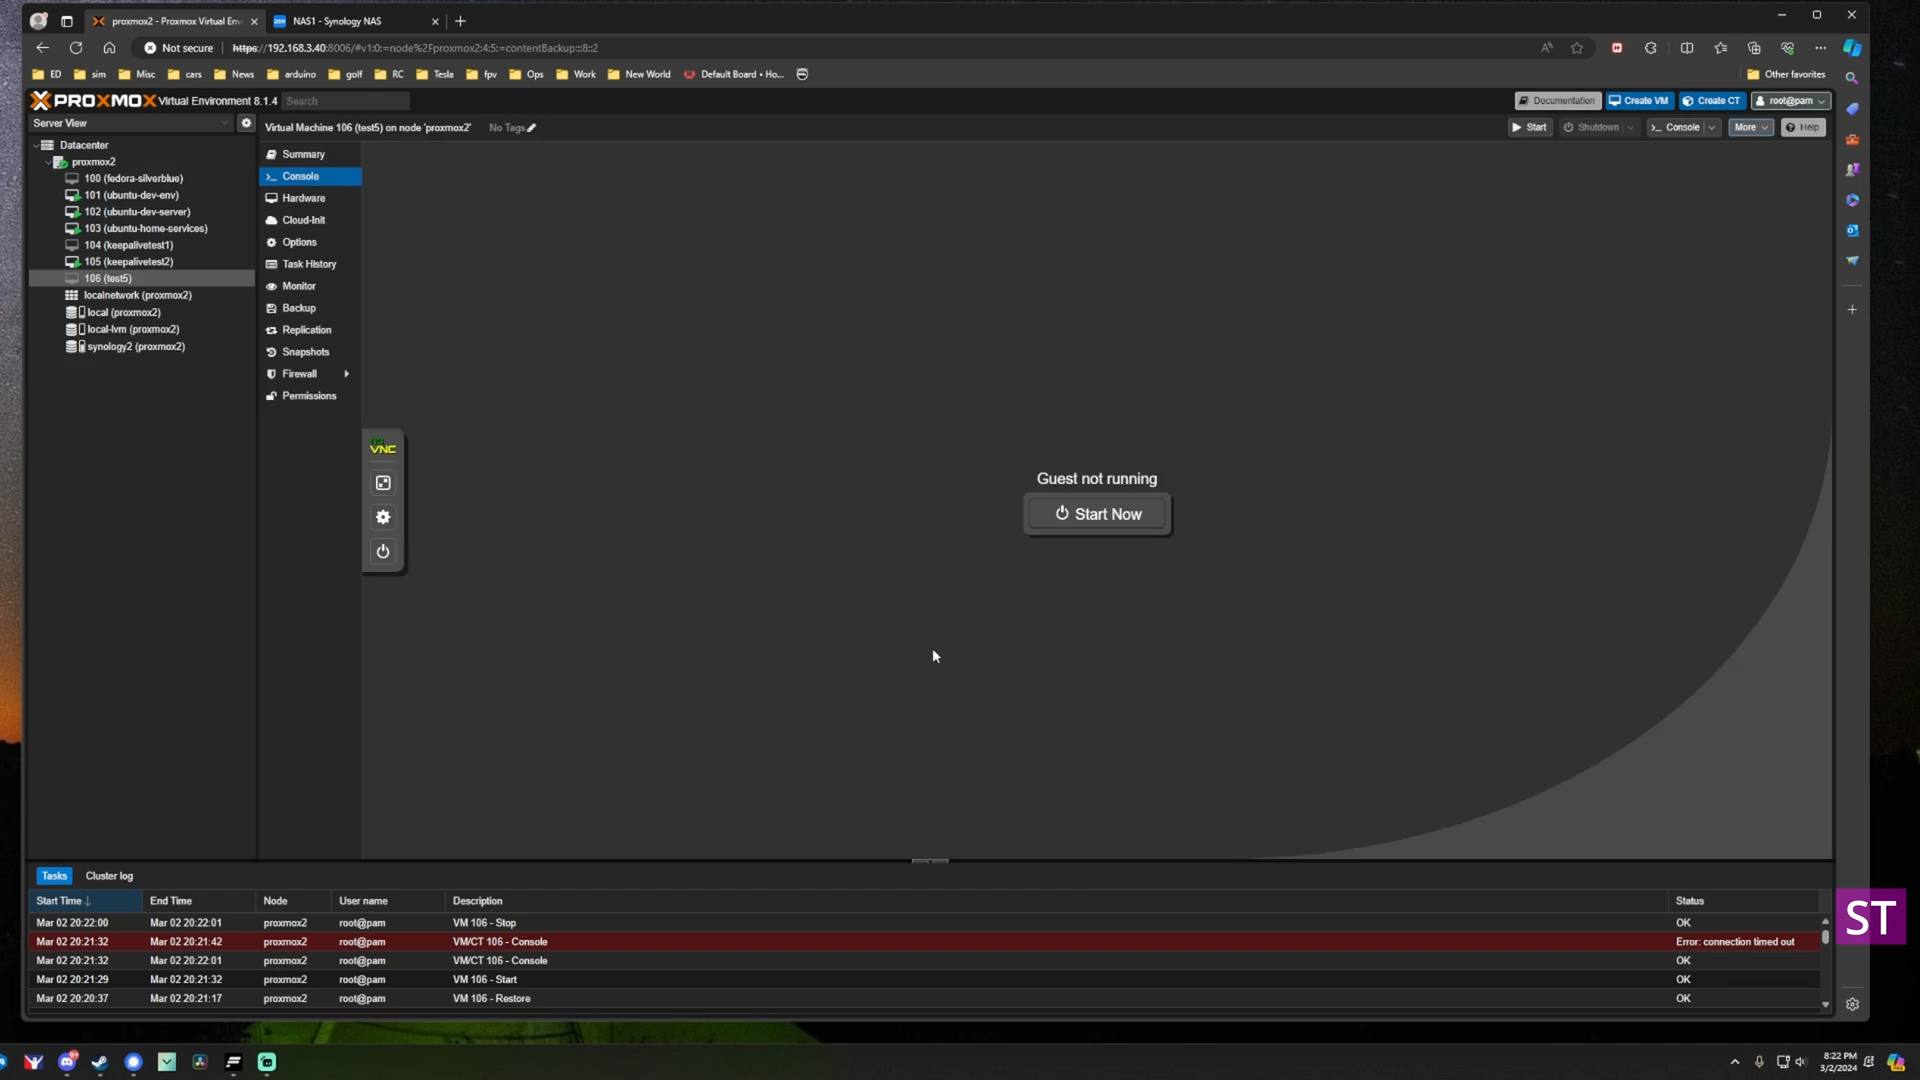 proxmox2 - Proxmox Virtual Envi
NAS1 - Synology NAS
Not secure
https://192.168.3.40:8006/#v1:0:=node%2Fproxmox2:4:5:=contentBackup:::8::2
ED
sim
Misc
cars
News
arduino
golf
RC
Tesla
fpv
Ops
Work
New World
Default Board • Ho...
Other favorites
PROXMOX Virtual Environment 8.1.4
Search
Documentation
Create VM
Create CT
root@pam
Server View
Virtual Machine 106 (test5) on node 'proxmox2'
No Tags
Start
Shutdown
Console
More
Help
Datacenter
proxmox2
100 (fedora-silverblue)
101 (ubuntu-dev-env)
102 (ubuntu-dev-server)
103 (ubuntu-home-services)
104 (keepalivetest1)
105 (keepalivetest2)
106 (test5)
localnetwork (proxmox2)
local (proxmox2)
local-lvm (proxmox2)
synology2 (proxmox2)
Summary
Console
Hardware
Cloud-Init
Options
Task History
Monitor
Backup
Replication
Snapshots
Firewall
Permissions
no
VNC
Guest not running
Start Now
Tasks
Cluster log
Start Time End Time Node User name Description Status
Mar 02 20:22:00 Mar 02 20:22:01 proxmox2 root@pam VM 106 - Stop OK
Mar 02 20:21:32 Mar 02 20:21:42 proxmox2 root@pam VM/CT 106 - Console Error: connection timed out
Mar 02 20:21:32 Mar 02 20:22:01 proxmox2 root@pam VM/CT 106 - Console OK
Mar 02 20:21:29 Mar 02 20:21:32 proxmox2 root@pam VM 106 - Start OK
Mar 02 20:20:37 Mar 02 20:21:17 proxmox2 root@pam VM 106 - Restore OK
ST
8:22 PM
3/2/2024